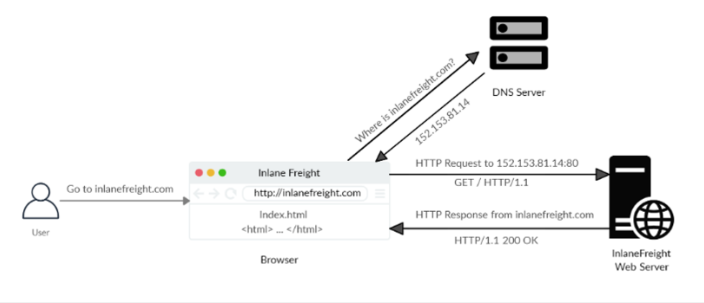 DNS Server
Where is inlanefreight.com?
152.153.81.14
Inlane Freight
http://inlanefreight.com
Index.html
<html> ... </html>
Browser
Go to inlanefreight.com
User
HTTP Request to 152.153.81.14:80
GET / HTTP/1.1
HTTP Response from inlanefreight.com
HTTP/1.1 200 OK
InlaneFreight
Web Server